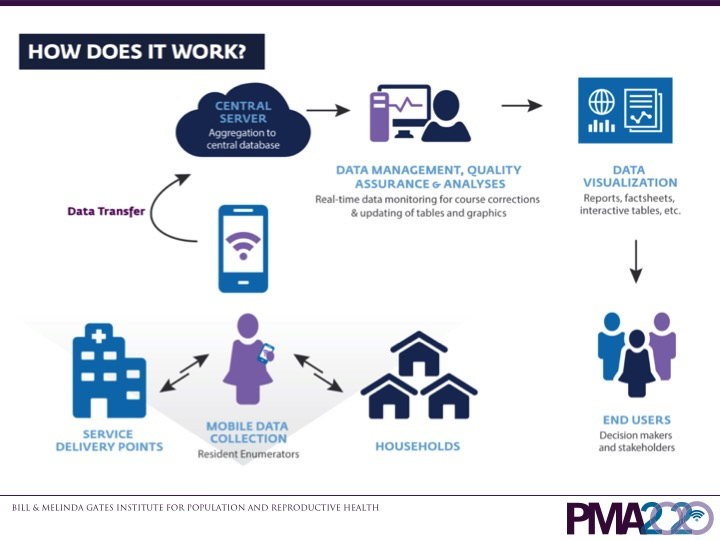 HOW DOES IT WORK?
CENTRAL
SERVER
Aggregation to
central database
DATA MANAGEMENT, QUALITY
ASSURANCE & ANALYSES
Real-time data monitoring for course corrections
& updating of tables and graphics
DATA
VISUALIZATION
Reports, factsheets,
interactive tables, etc.
Data Transfer
SERVICE
DELIVERY POINTS
MOBILE DATA
COLLECTION
Resident Enumerators
HOUSEHOLDS
END USERS
Decision makers
and stakeholders
BILL & MELINDA GATES INSTITUTE FOR POPULATION AND REPRODUCTIVE HEALTH
PMA2020